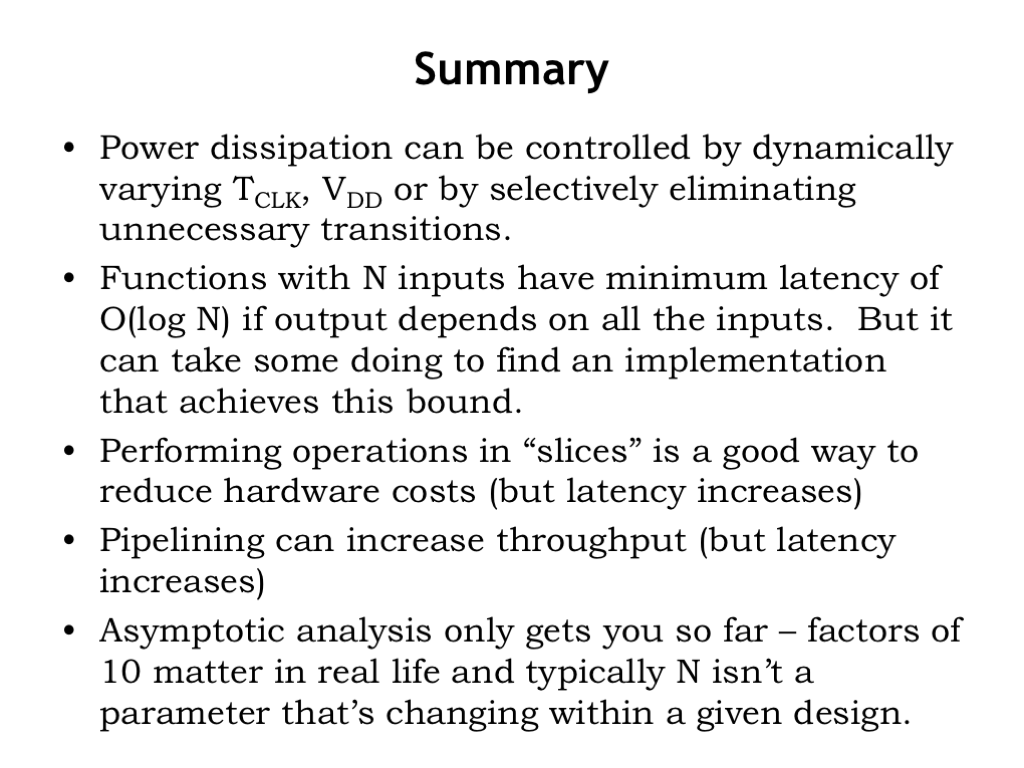 Summary
• Power dissipation can be controlled by dynamically
varying T_CLK, V_DD or by selectively eliminating
unnecessary transitions.
• Functions with N inputs have minimum latency of
O(log N) if output depends on all the inputs.  But it
can take some doing to find an implementation
that achieves this bound.
• Performing operations in “slices” is a good way to
reduce hardware costs (but latency increases)
• Pipelining can increase throughput (but latency
increases)
• Asymptotic analysis only gets you so far – factors of
10 matter in real life and typically N isn’t a
parameter that’s changing within a given design.